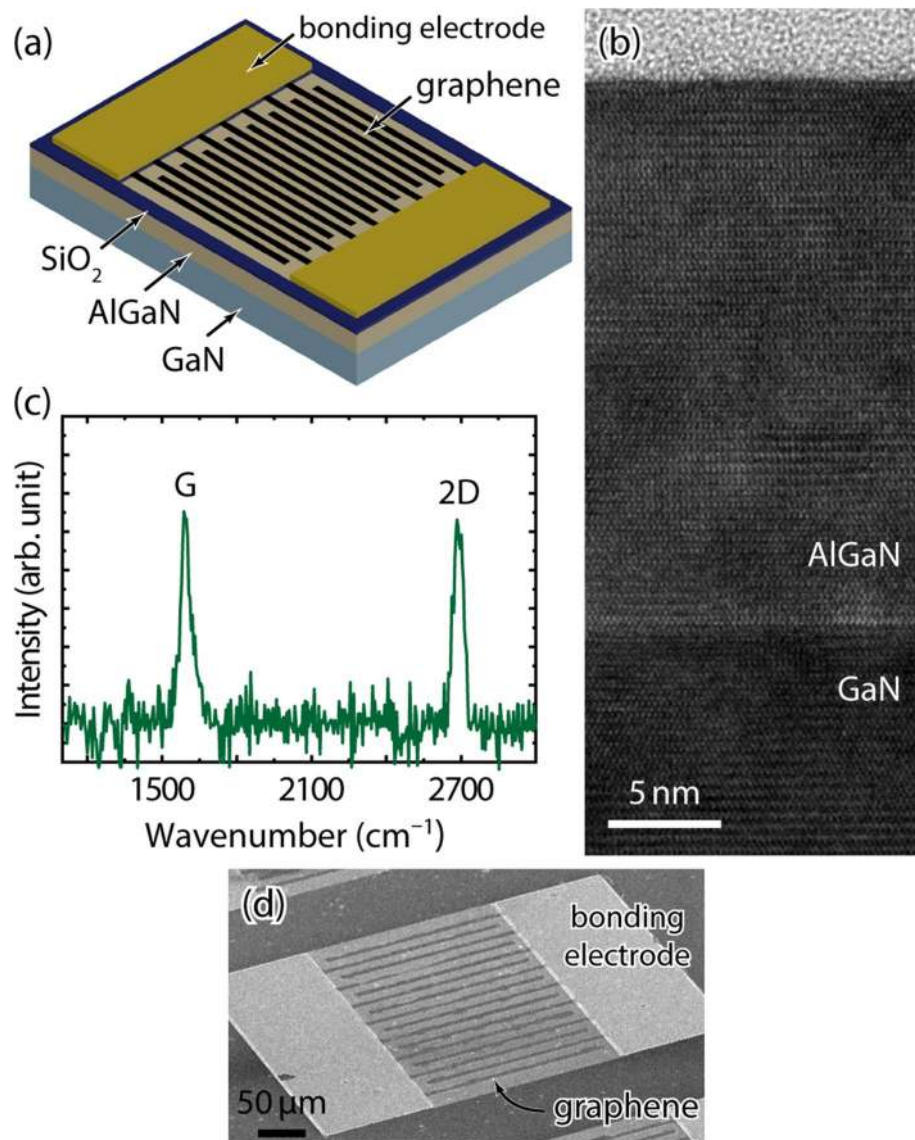 (a)
bonding electrode
graphene
SiO₂
AlGaN
GaN
(b)
AlGaN
GaN
5 nm
(c)
G
2D
Intensity (arb. unit)
1500 2100 2700
Wavenumber (cm⁻¹)
(d)
bonding
electrode
50 μm
graphene